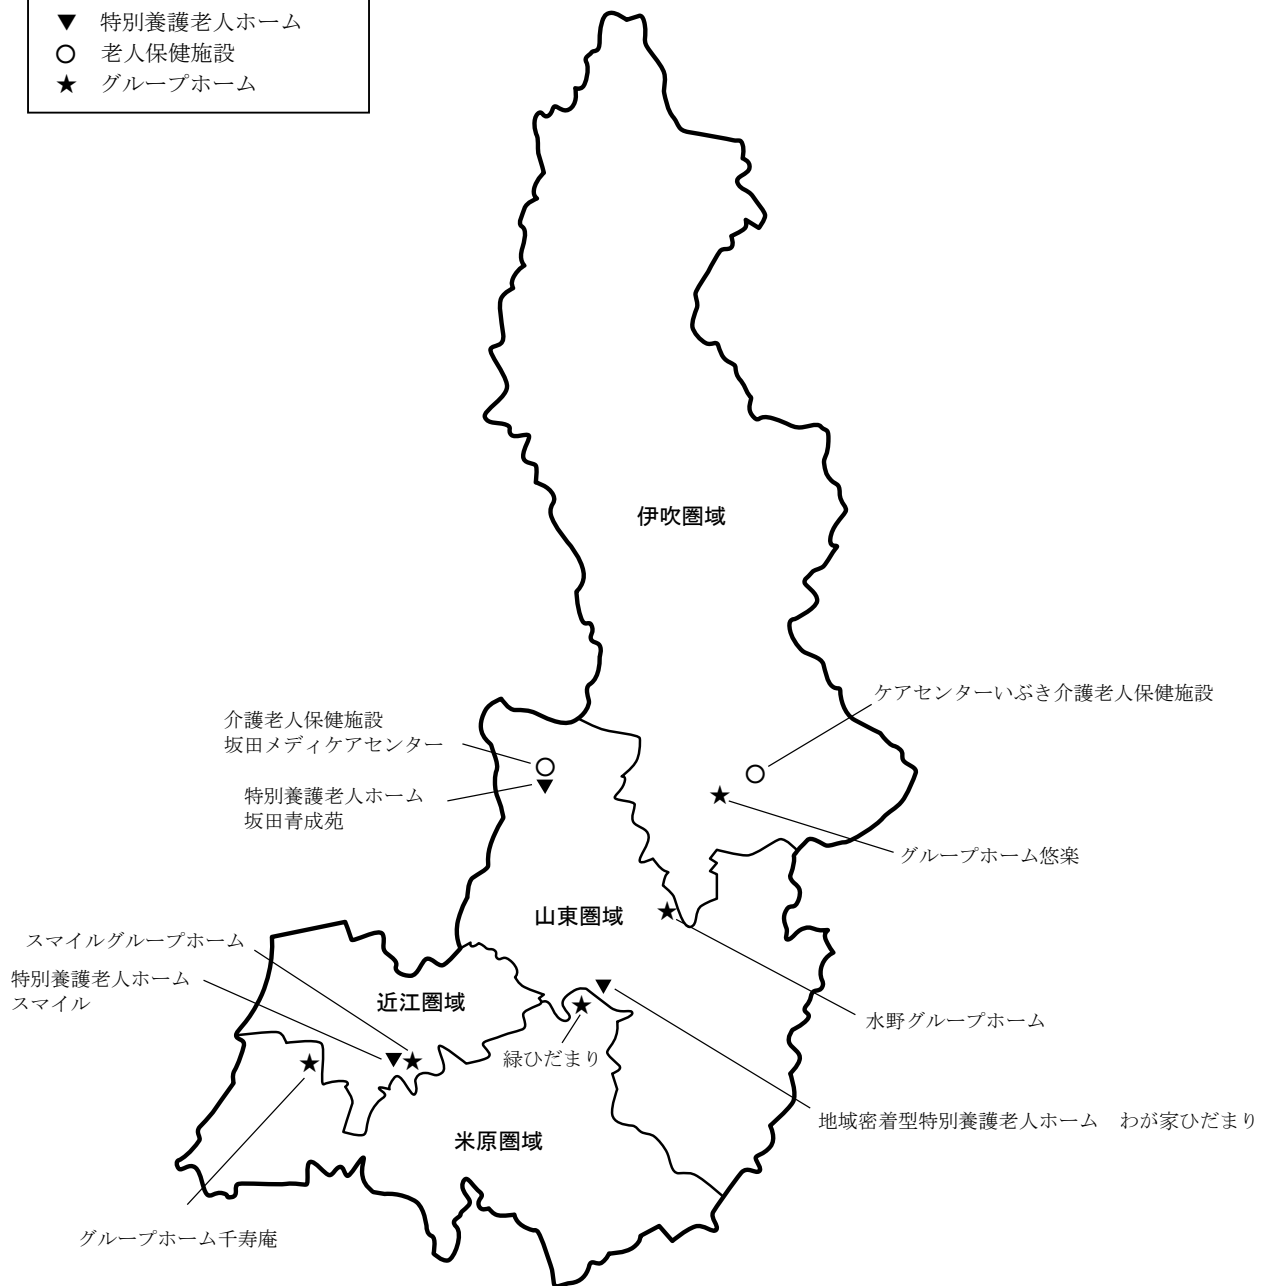 ▼ 特別養護老人ホーム
○ 老人保健施設
★ グループホーム
伊吹圏域
ケアセンターいぶき介護老人保健施設
介護老人保健施設
坂田メディケアセンター
特別養護老人ホーム
坂田青成苑
グループホーム悠楽
山東圏域
スマイルグループホーム
特別養護老人ホーム
スマイル
近江圏域
水野グループホーム
緑ひだまり
地域密着型特別養護老人ホーム　わが家ひだまり
米原圏域
グループホーム千寿庵